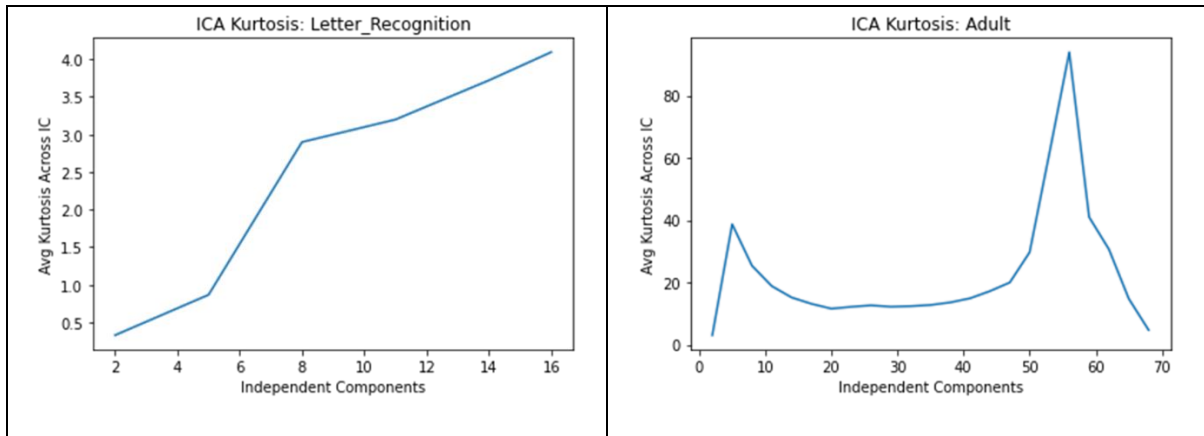 ICA Kurtosis: Letter_Recognition
Avg Kurtosis Across IC
4.0
3.5
3.0
2.5
2.0
1.5
1.0
0.5
2 4 6 8 10 12 14 16
Independent Components
ICA Kurtosis: Adult
Avg Kurtosis Across IC
80
60
40
20
0
0 10 20 30 40 50 60 70
Independent Components